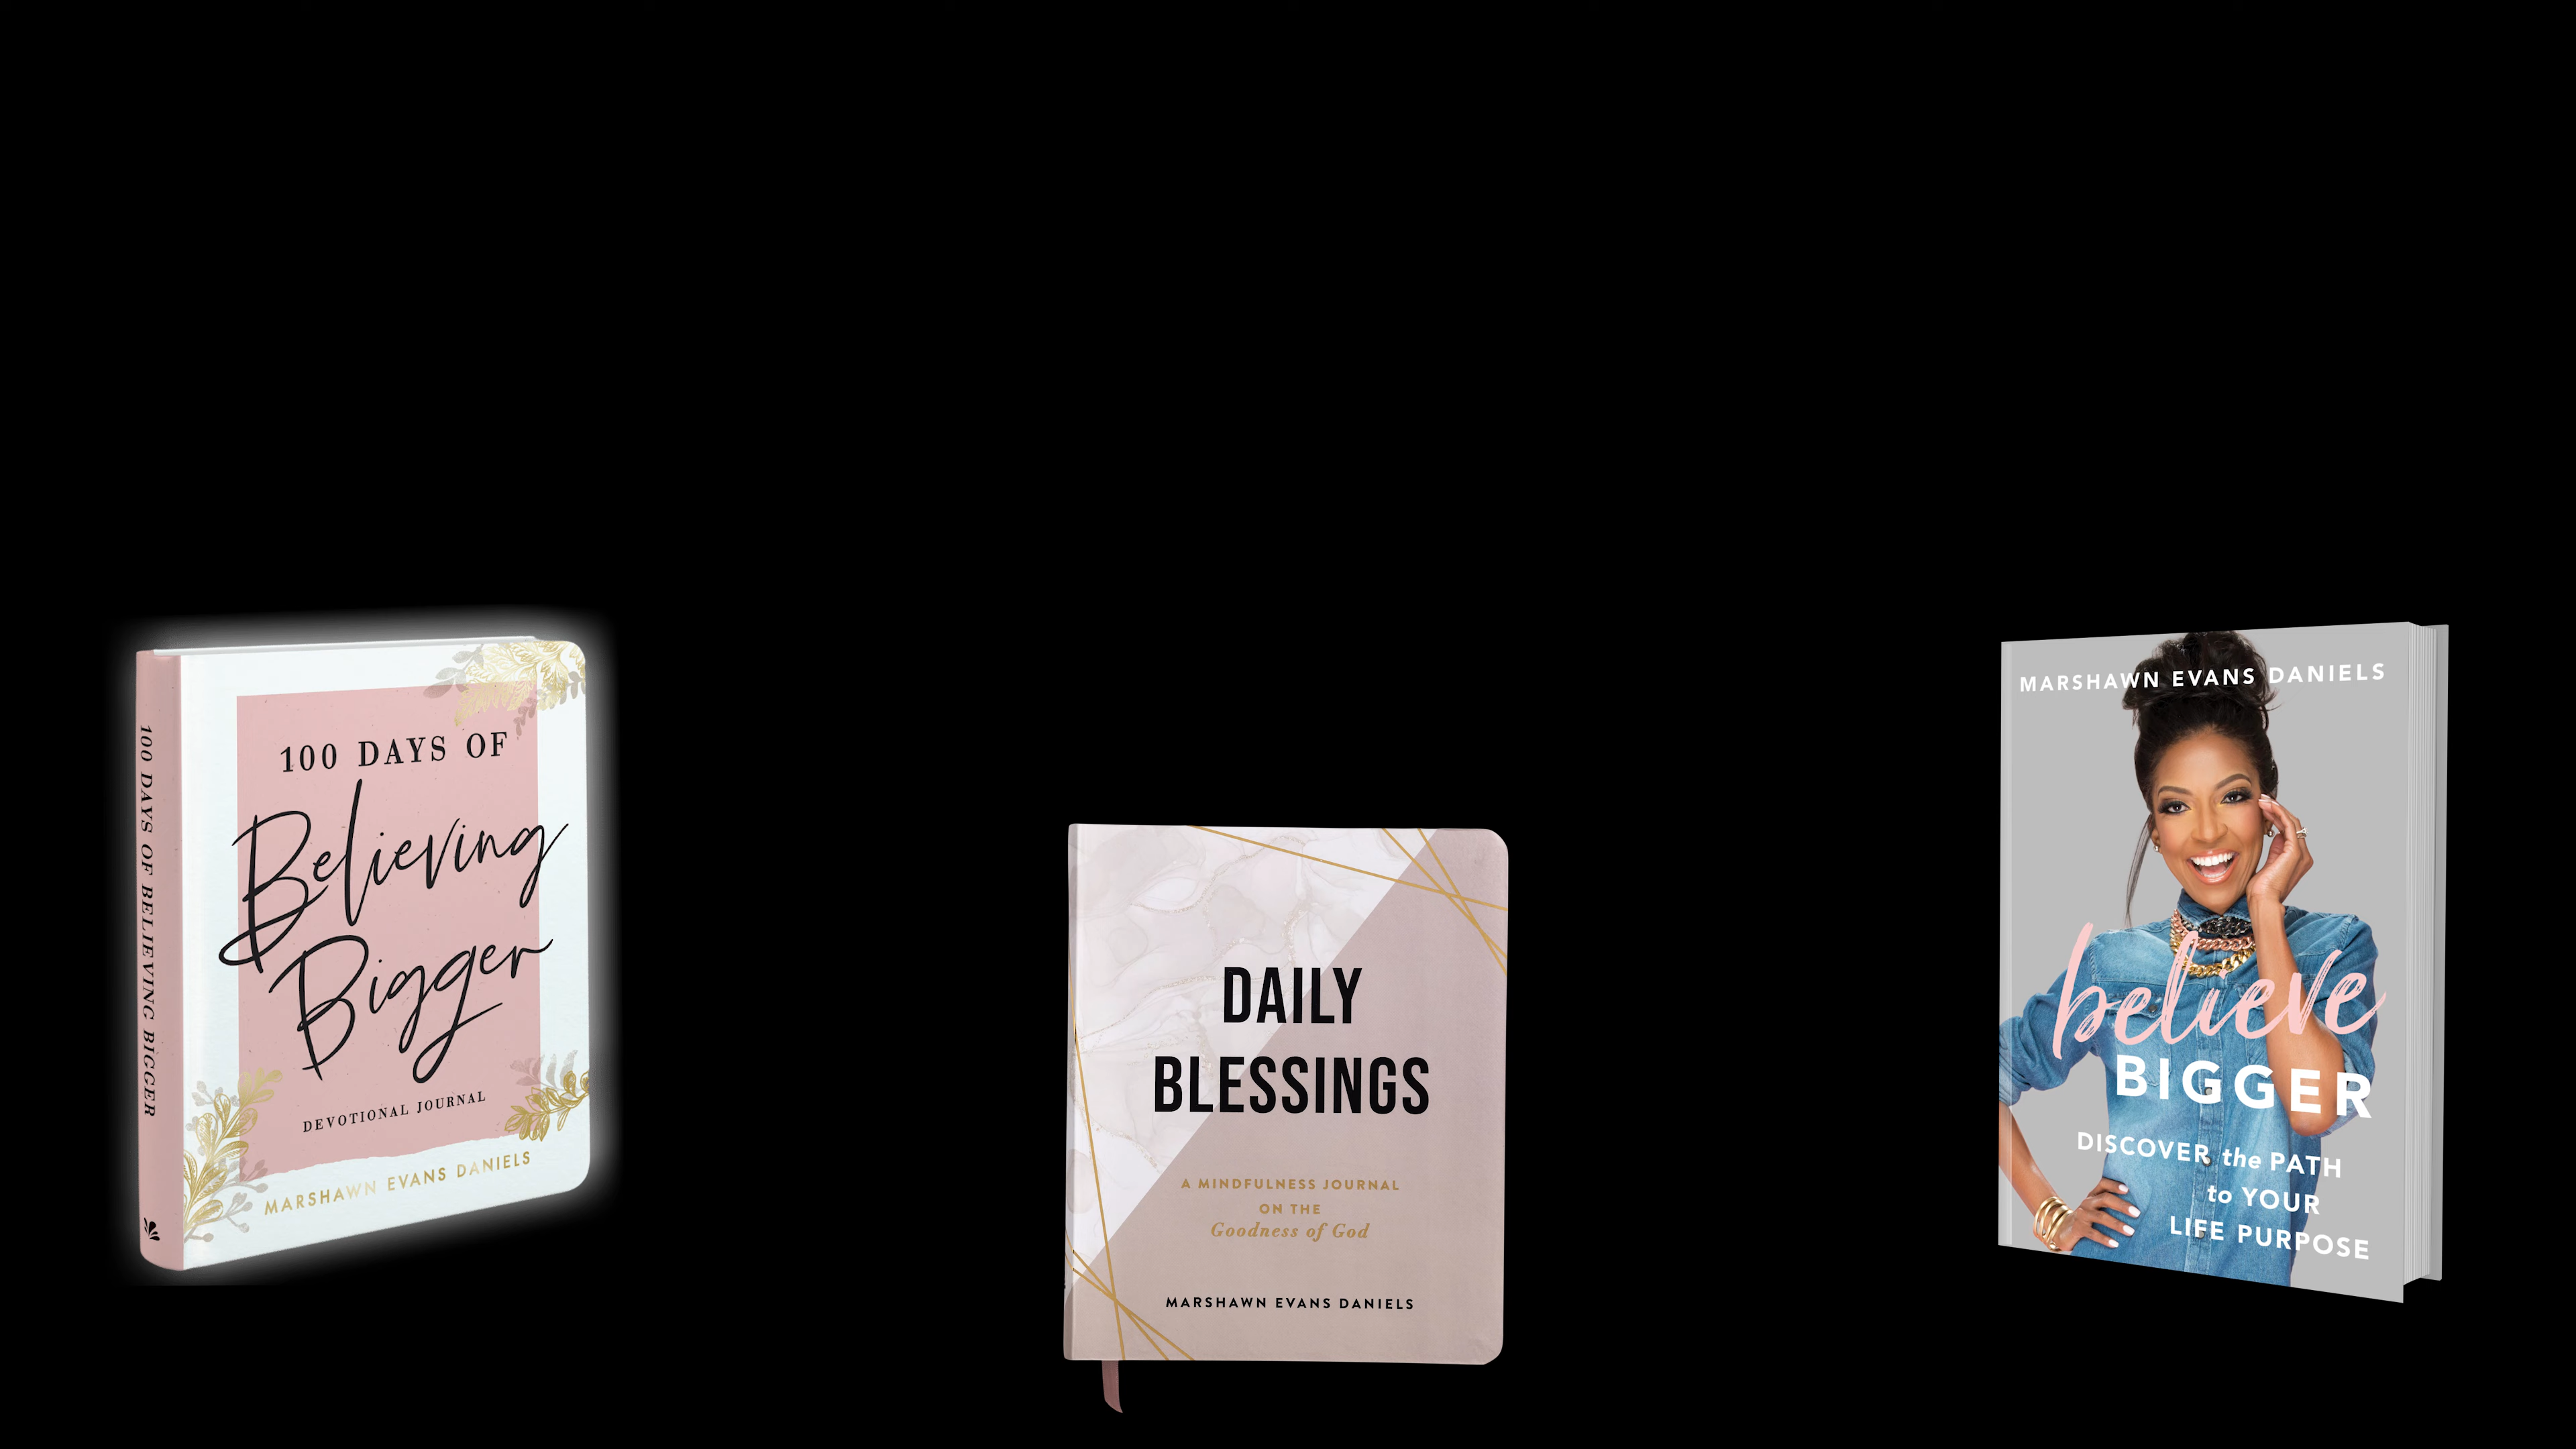 100 DAYS OF BELIEVING BIGGER
100 DAYS OF
Believing
Bigger
DEVOTIONAL JOURNAL
MARSHAWN EVANS DANIELS
DAILY
BLESSINGS
A MINDFULNESS JOURNAL
ON THE
Goodness of God
MARSHAWN EVANS DANIELS
MARSHAWN EVANS DANIELS
believe
BIGGER
DISCOVER the PATH
to YOUR
LIFE PURPOSE